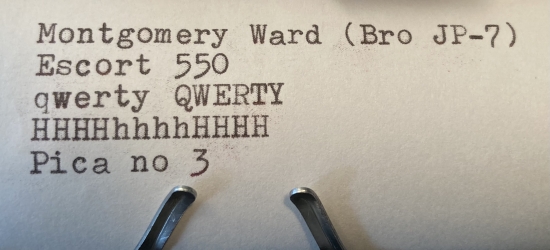 Montgomery Ward (Bro JP-7)
Escort 550
qwerty QWERTY
HHHHhhhhHHHH
Pica no 3